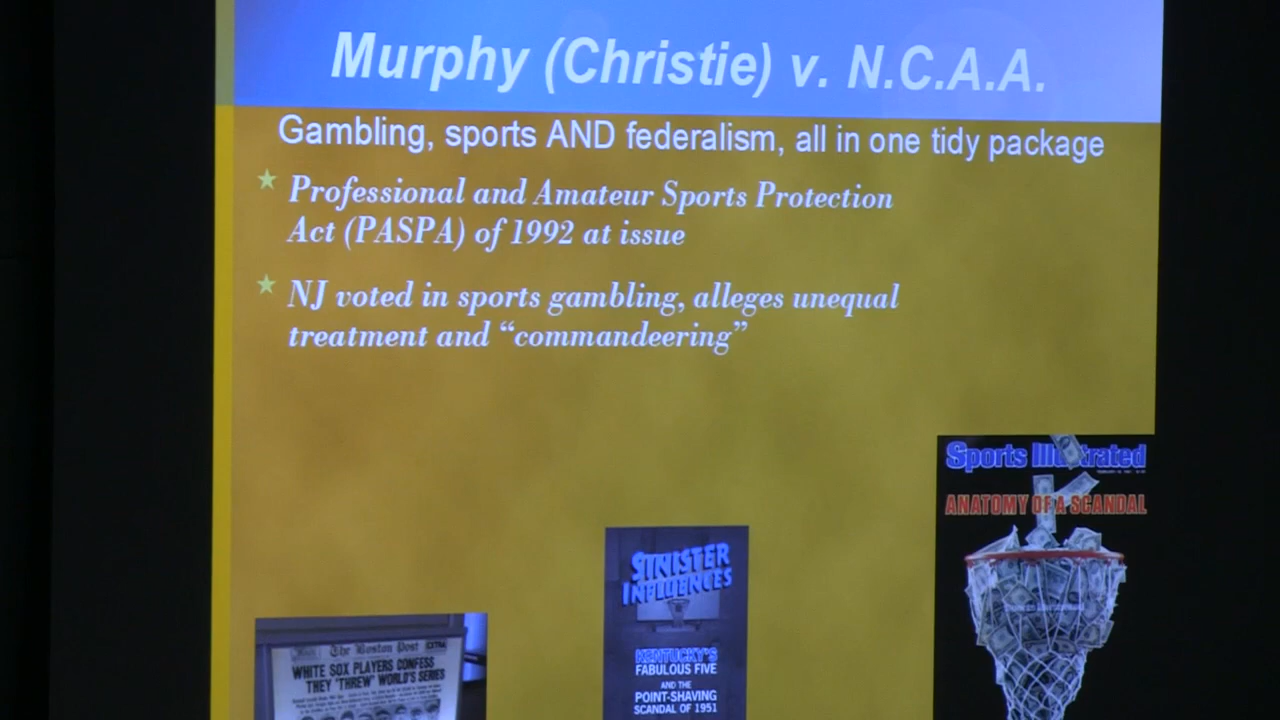 Murphy (Christie) v. N.C.A.A.
Gambling, sports AND federalism, all in one tidy package
Professional and Amateur Sports Protection
Act (PASPA) of 1992 at issue
NJ voted in sports gambling, alleges unequal
treatment and “commandeering”
Sports Illustrated
ANATOMY OF A SCANDAL
SINISTER
INFLUENCES
KENTUCKY'S
FABULOUS FIVE
AND THE
POINT-SHAVING
SCANDAL OF 1951
The Boston Post
EXTRA
WHITE SOX PLAYERS CONFESS
THEY 'THREW' WORLD'S SERIES